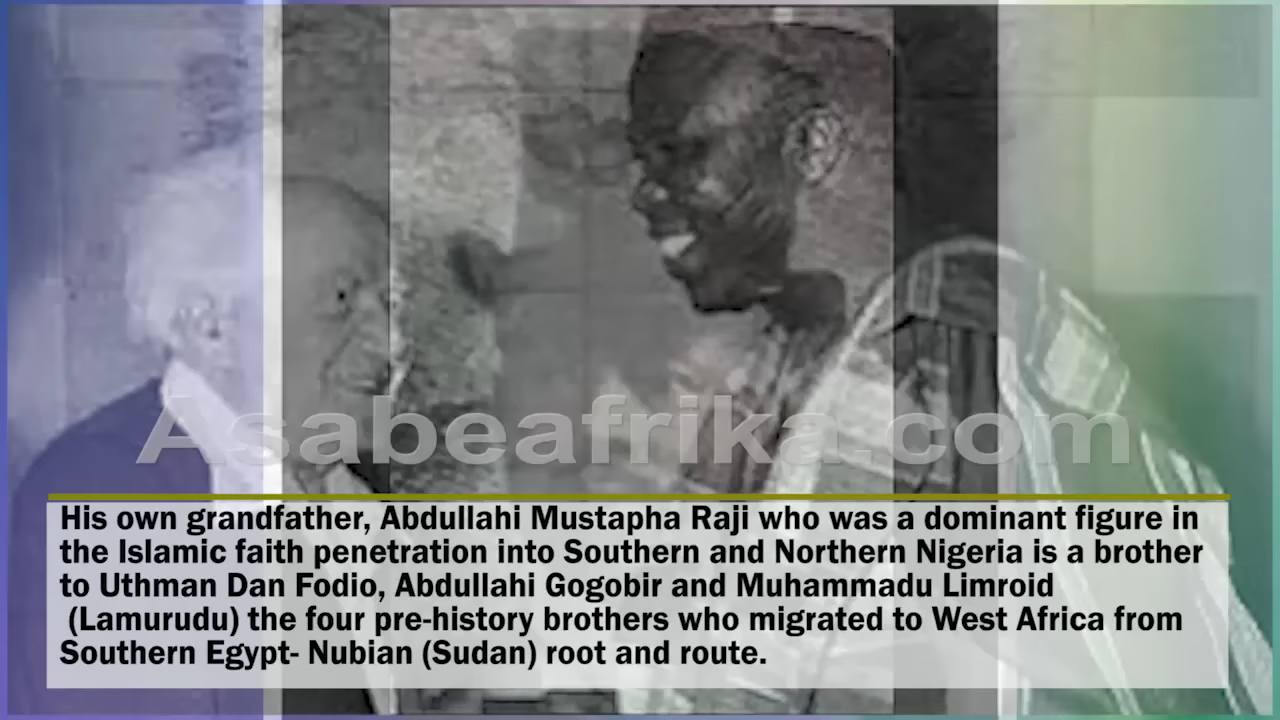 Asabeafrika.com
His own grandfather, Abdullahi Mustapha Raji who was a dominant figure in
the Islamic faith penetration into Southern and Northern Nigeria is a brother
to Uthman Dan Fodio, Abdullahi Gogobir and Muhammadu Limroid
(Lamurudu) the four pre-history brothers who migrated to West Africa from
Southern Egypt- Nubian (Sudan) root and route.